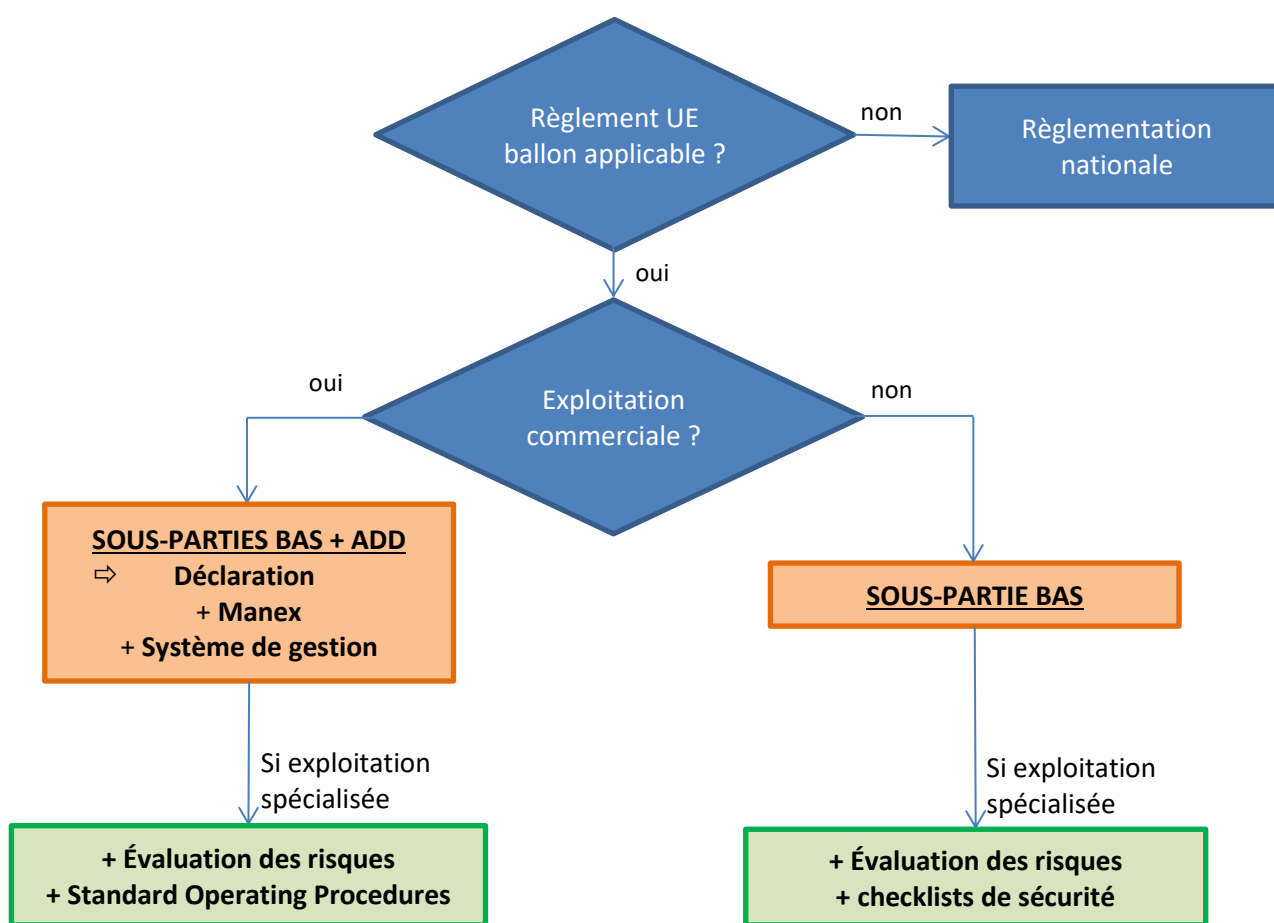 Règlement UE
ballon applicable ?
non
Règlementation
nationale
oui
oui
Exploitation
commerciale ?
non
SOUS-PARTIES BAS + ADD
⇨ Déclaration
+ Manex
+ Système de gestion
SOUS-PARTIE BAS
Si exploitation
spécialisée
Si exploitation
spécialisée
+ Évaluation des risques
+ Standard Operating Procedures
+ Évaluation des risques
+ checklists de sécurité